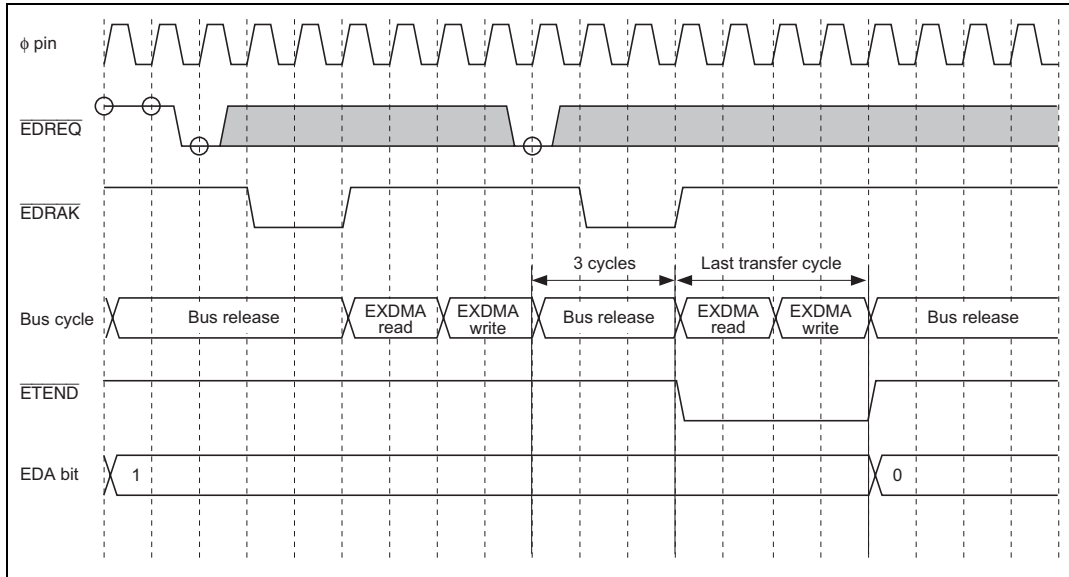 ϕ pin
EDREQ
EDRAK
3 cycles
Last transfer cycle
Bus cycle
Bus release
EXDMA
read
EXDMA
write
Bus release
EXDMA
read
EXDMA
write
Bus release
ETEND
EDA bit
1
0